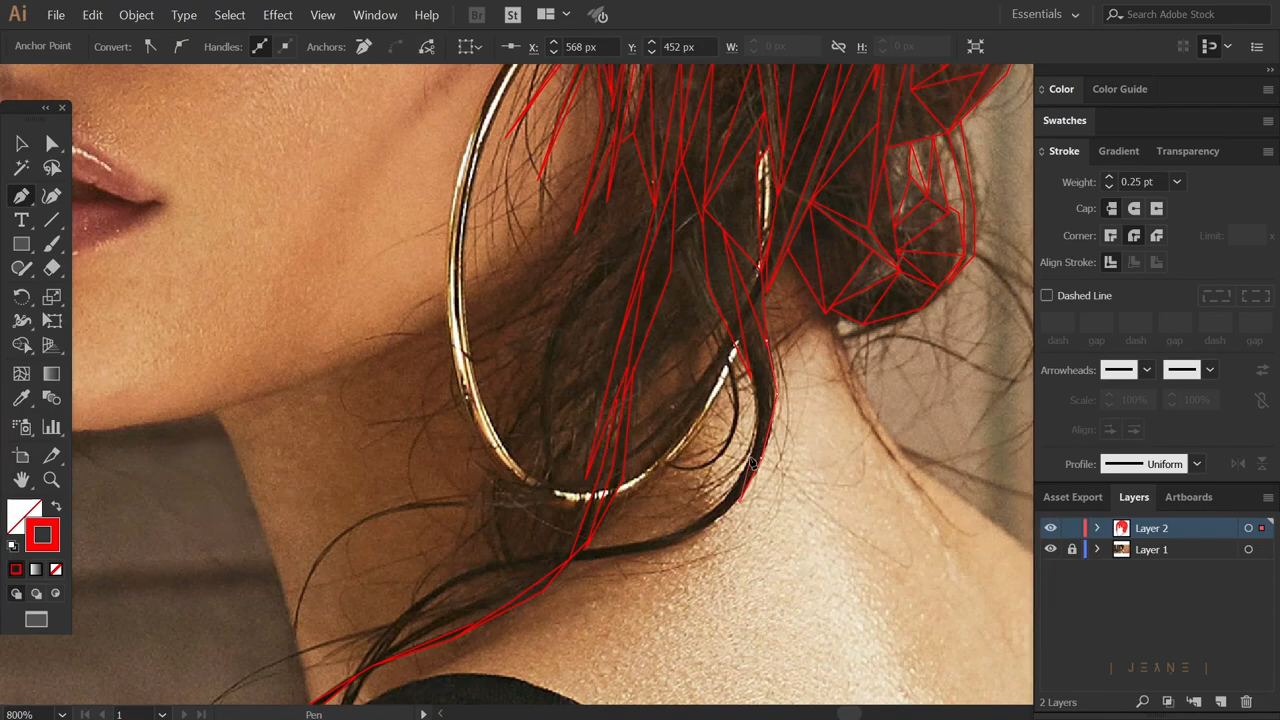 Ai File Edit Object Type Select Effect View Window Help Br St Essentials Search Adobe Stock
Anchor Point Convert: Handles: Anchors: X: 568 px Y: 452 px W: 0 px H: 0 px
Color Color Guide
Swatches
Stroke Gradient Transparency
Weight: 0.25 pt
Cap:
Corner: Limit:
Align Stroke:
Dashed Line
dash gap dash gap dash gap
Arrowheads:
Scale: 100% 100%
Align:
Profile: Uniform
Asset Export Layers Artboards
Layer 2
Layer 1
| JEANE |
2 Layers
800% 1 Pen